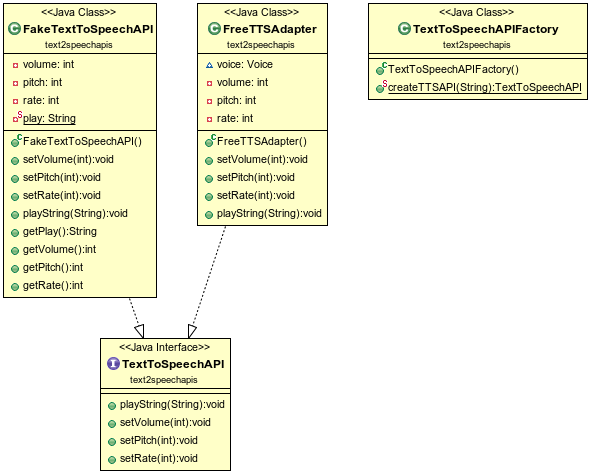 <<Java Class>>
FakeTextToSpeechAPI
text2speechapis
volume: int
pitch: int
rate: int
play: String
FakeTextToSpeechAPI()
setVolume(int):void
setPitch(int):void
setRate(int):void
playString(String):void
getPlay():String
getVolume():int
getPitch():int
getRate():int
<<Java Class>>
FreeTTSAdapter
text2speechapis
voice: Voice
volume: int
pitch: int
rate: int
FreeTTSAdapter()
setVolume(int):void
setPitch(int):void
setRate(int):void
playString(String):void
<<Java Class>>
TextToSpeechAPIFactory
text2speechapis
TextToSpeechAPIFactory()
createTTSAPI(String):TextToSpeechAPI
<<Java Interface>>
TextToSpeechAPI
text2speechapis
playString(String):void
setVolume(int):void
setPitch(int):void
setRate(int):void